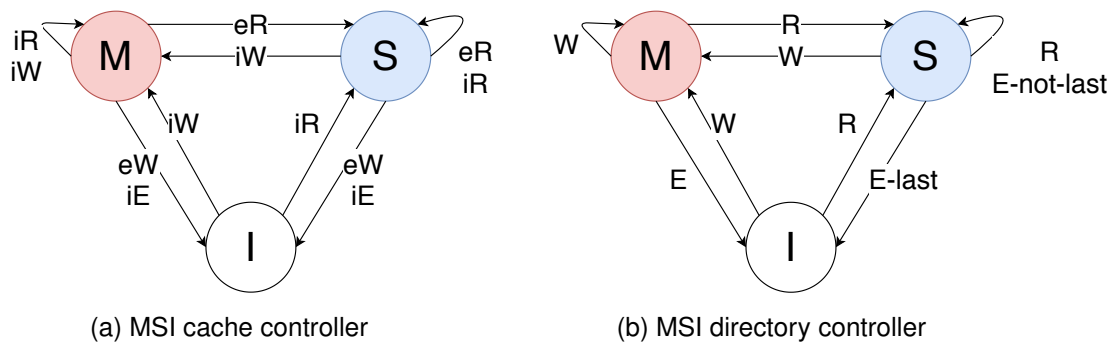 iR
iW
M
eR
iW
S
eR
iR
iW
iR
eW
iE
eW
iE
I
(a) MSI cache controller
W
M
R
W
S
R
E-not-last
W
R
E
E-last
I
(b) MSI directory controller